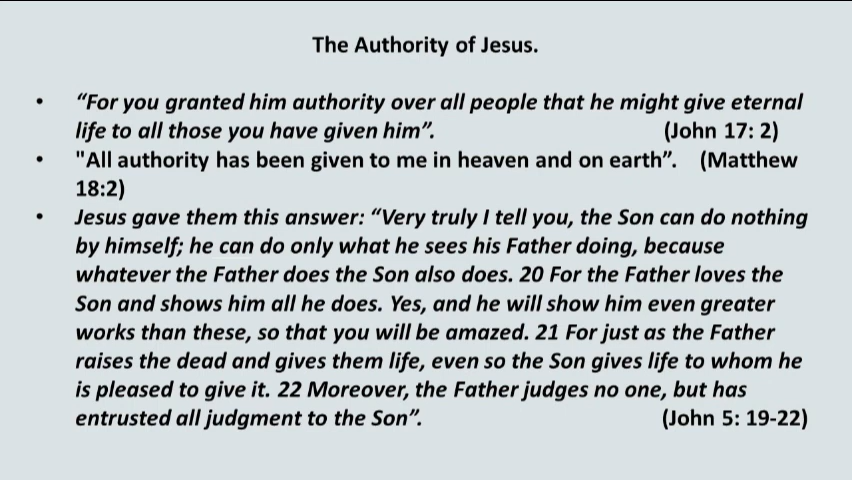 The Authority of Jesus.
• “For you granted him authority over all people that he might give eternal
life to all those you have given him”. (John 17: 2)
• "All authority has been given to me in heaven and on earth”. (Matthew
18:2)
• Jesus gave them this answer: “Very truly I tell you, the Son can do nothing
by himself; he can do only what he sees his Father doing, because
whatever the Father does the Son also does. 20 For the Father loves the
Son and shows him all he does. Yes, and he will show him even greater
works than these, so that you will be amazed. 21 For just as the Father
raises the dead and gives them life, even so the Son gives life to whom he
is pleased to give it. 22 Moreover, the Father judges no one, but has
entrusted all judgment to the Son”. (John 5: 19-22)